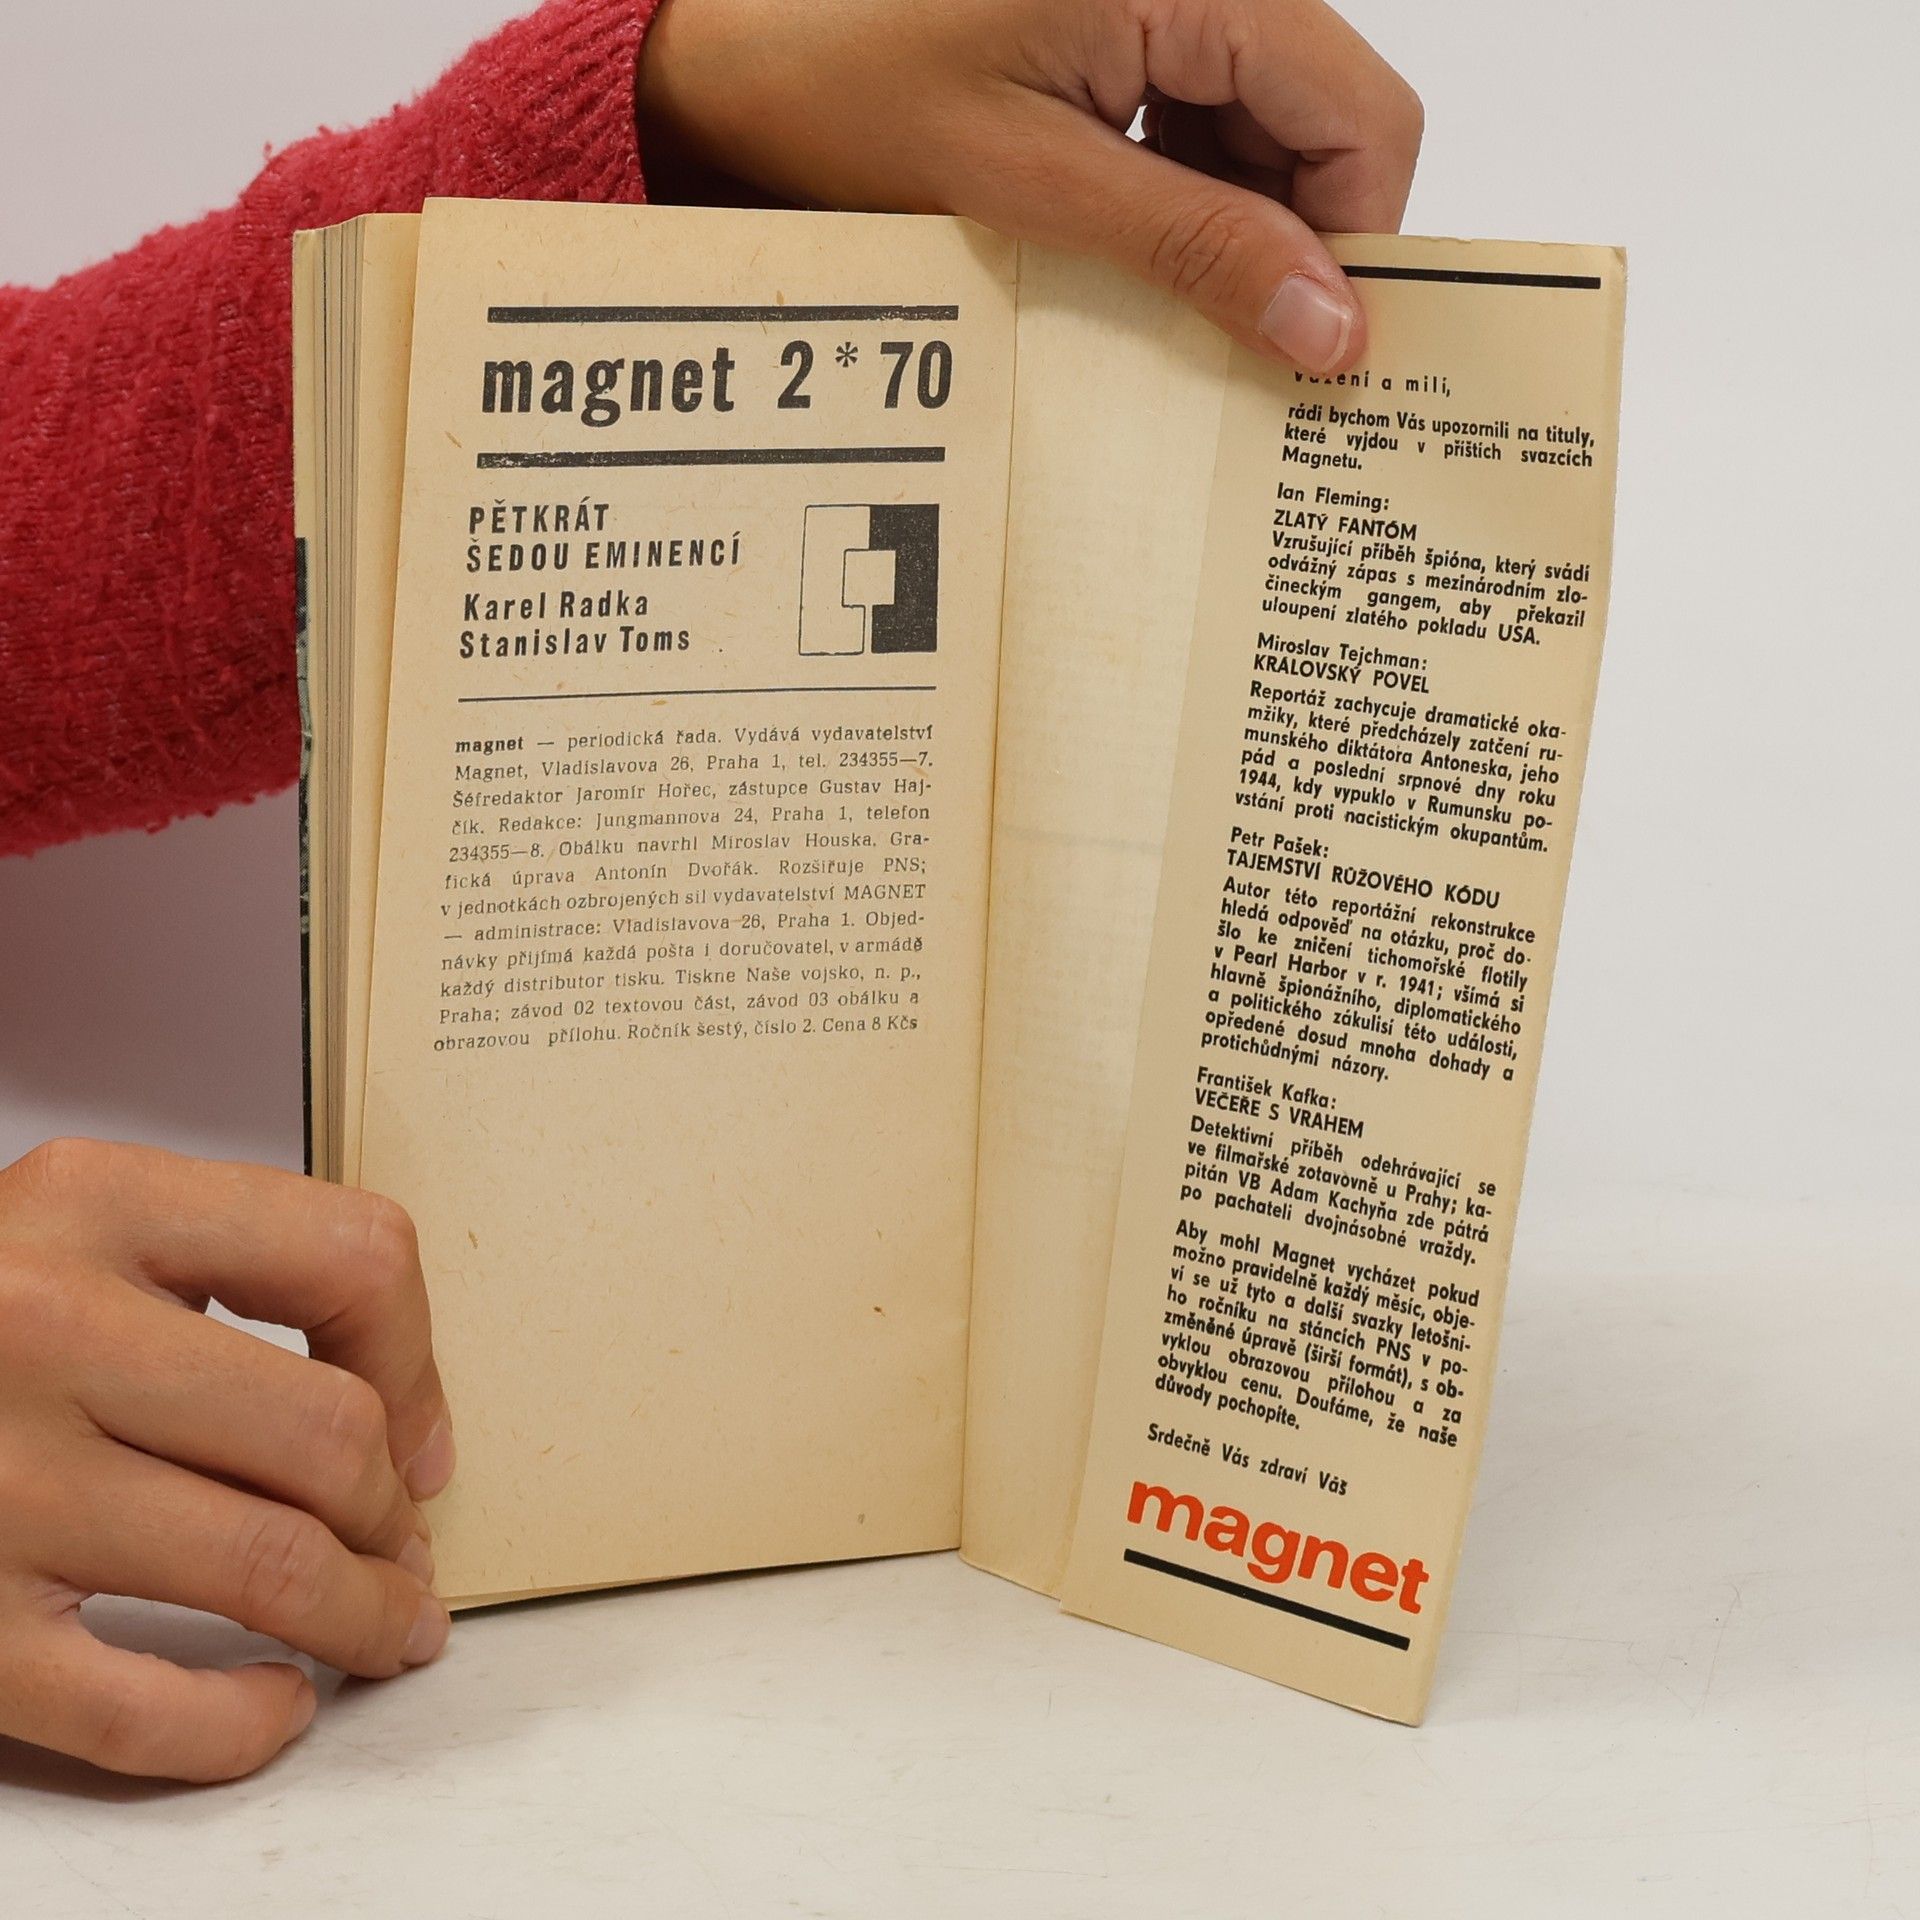 magnet 2 * 70
PĚTKRÁT
ŠEDOU EMINENCÍ
Karel Radka
Stanislav Toms
magnet — periodická řada. Vydává vydavatelství
Magnet, Vladislavova 26, Praha 1, tel. 234355—7.
Šéfredaktor Jaromír Hořec, zástupce Gustav Haj-
čík. Redakce: Jungmannova 24, Praha 1, telefon
234355—8. Obálku navrhl Miroslav Houska. Gra-
fická úprava Antonín Dvořák. Rozšiřuje PNS;
v jednotkách ozbrojených sil vydavatelství MAGNET
— administrace: Vladislavova 26, Praha 1. Objed-
návky přijímá každá pošta i doručovatel, v armádě
každý distributor tisku. Tiskne Naše vojsko, n. p.,
Praha; závod 02 textovou část, závod 03 obálku a
obrazovou přílohu. Ročník šestý, číslo 2. Cena 8 Kčs
a milí,
rádi bychom Vás upozornili na tituly,
které vyjdou v příštích svazcích
Magnetu.
Ian Fleming:
ZLATÝ FANTÓM
Vzrušující příběh špióna, který svádí
odvážný zápas s mezinárodním zlo-
čineckým gangem, aby překazil
uloupení zlatého pokladu USA.
Miroslav Tejchman:
KRÁLOVSKÝ POVEL
Reportáž zachycuje dramatické oka-
mžiky, které předcházely zatčení ru-
munského diktátora Antoneska, jeho
pád a poslední srpnové dny roku
1944, kdy vypuklo v Rumunsku po-
vstání proti nacistickým okupantům.
Petr Pašek:
TAJEMSTVÍ RŮŽOVÉHO KÓDU
Autor této reportážní rekonstrukce
hledá odpověď na otázku, proč do-
šlo ke zničení tichomořské flotily
v Pearl Harbor v r. 1941; všímá si
hlavně špionážního, diplomatického
a politického zákulisí této události,
opředené dosud mnoha dohady a
protichůdnými názory.
František Kafka:
VEČEŘE S VRAHEM
Detektivní příběh odehrávající se
ve filmařské zotavovně u Prahy; ka-
pitán VB Adam Kachyňa zde pátrá
po pachateli dvojnásobné vraždy.
Aby mohl Magnet vycházet pokud
možno pravidelně každý měsíc, obje-
ví se už tyto a další svazky letošní-
ho ročníku na stáncích PNS v po-
změněné úpravě (širší formát), s ob-
vyklou obrazovou přílohou a za
obvyklou cenu. Doufáme, že naše
důvody pochopíte.
Srdečně Vás zdraví Váš
magnet